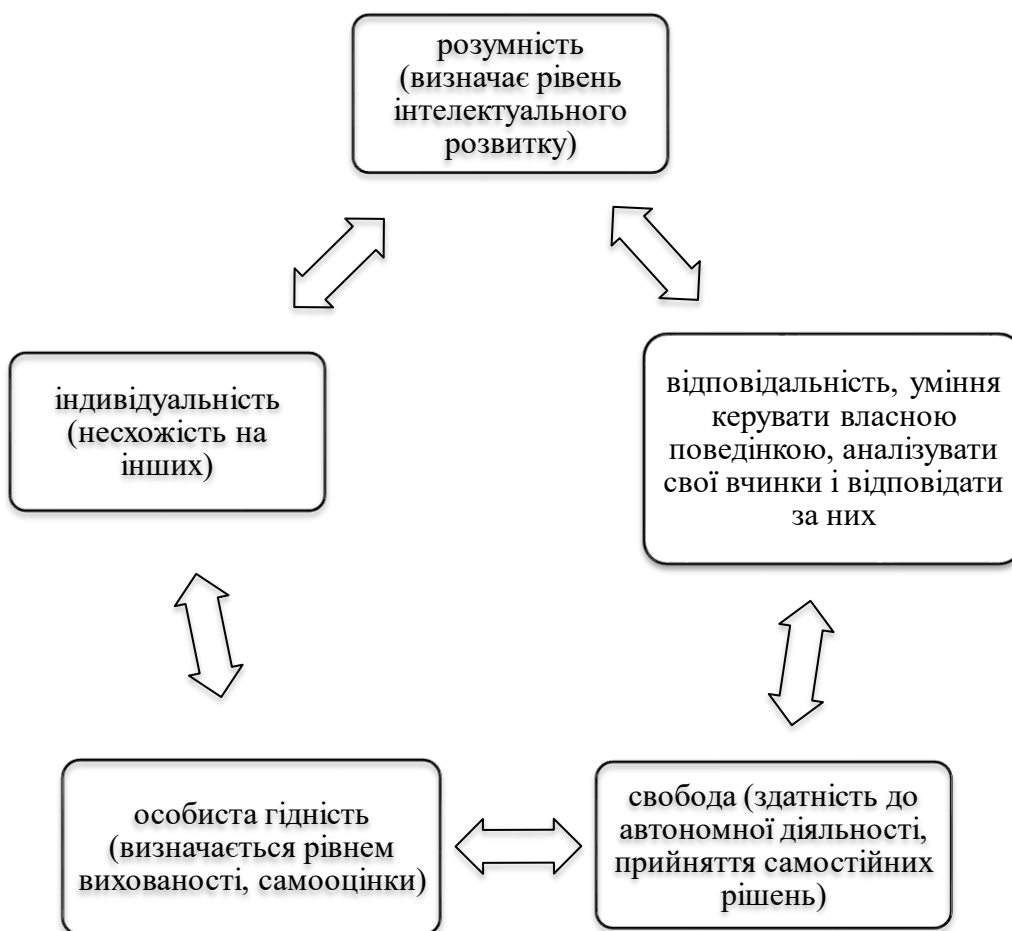 розумність
(визначає рівень
інтелектуального
розвитку)
індивідуальність
(несхожість на
інших)
відповідальність, уміння
керувати власною
поведінкою, аналізувати
свої вчинки і відповідати
за них
особиста гідність
(визначається рівнем
вихованості, самооцінки)
свобода (здатність до
автономної діяльності,
прийняття самостійних
рішень)